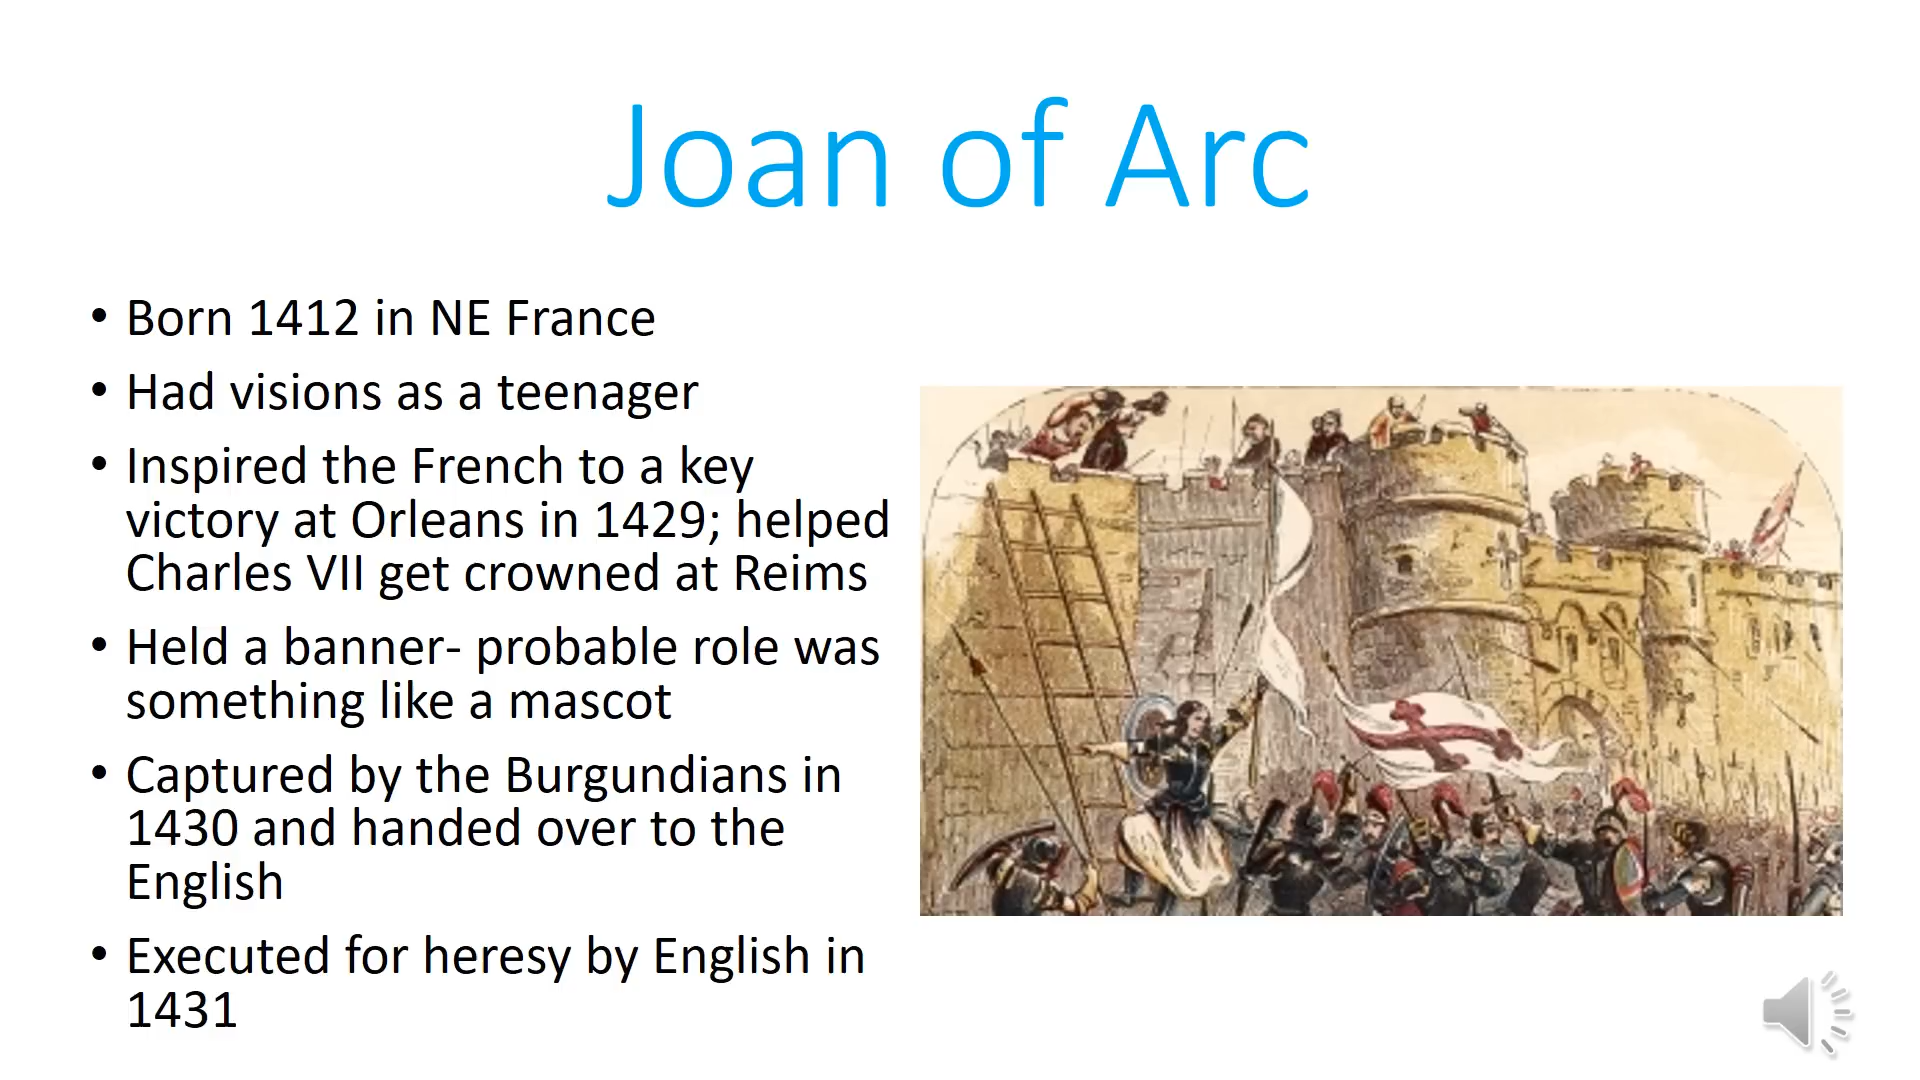 Joan of Arc
• Born 1412 in NE France
• Had visions as a teenager
• Inspired the French to a key
victory at Orleans in 1429; helped
Charles VII get crowned at Reims
• Held a banner- probable role was
something like a mascot
• Captured by the Burgundians in
1430 and handed over to the
English
• Executed for heresy by English in
1431